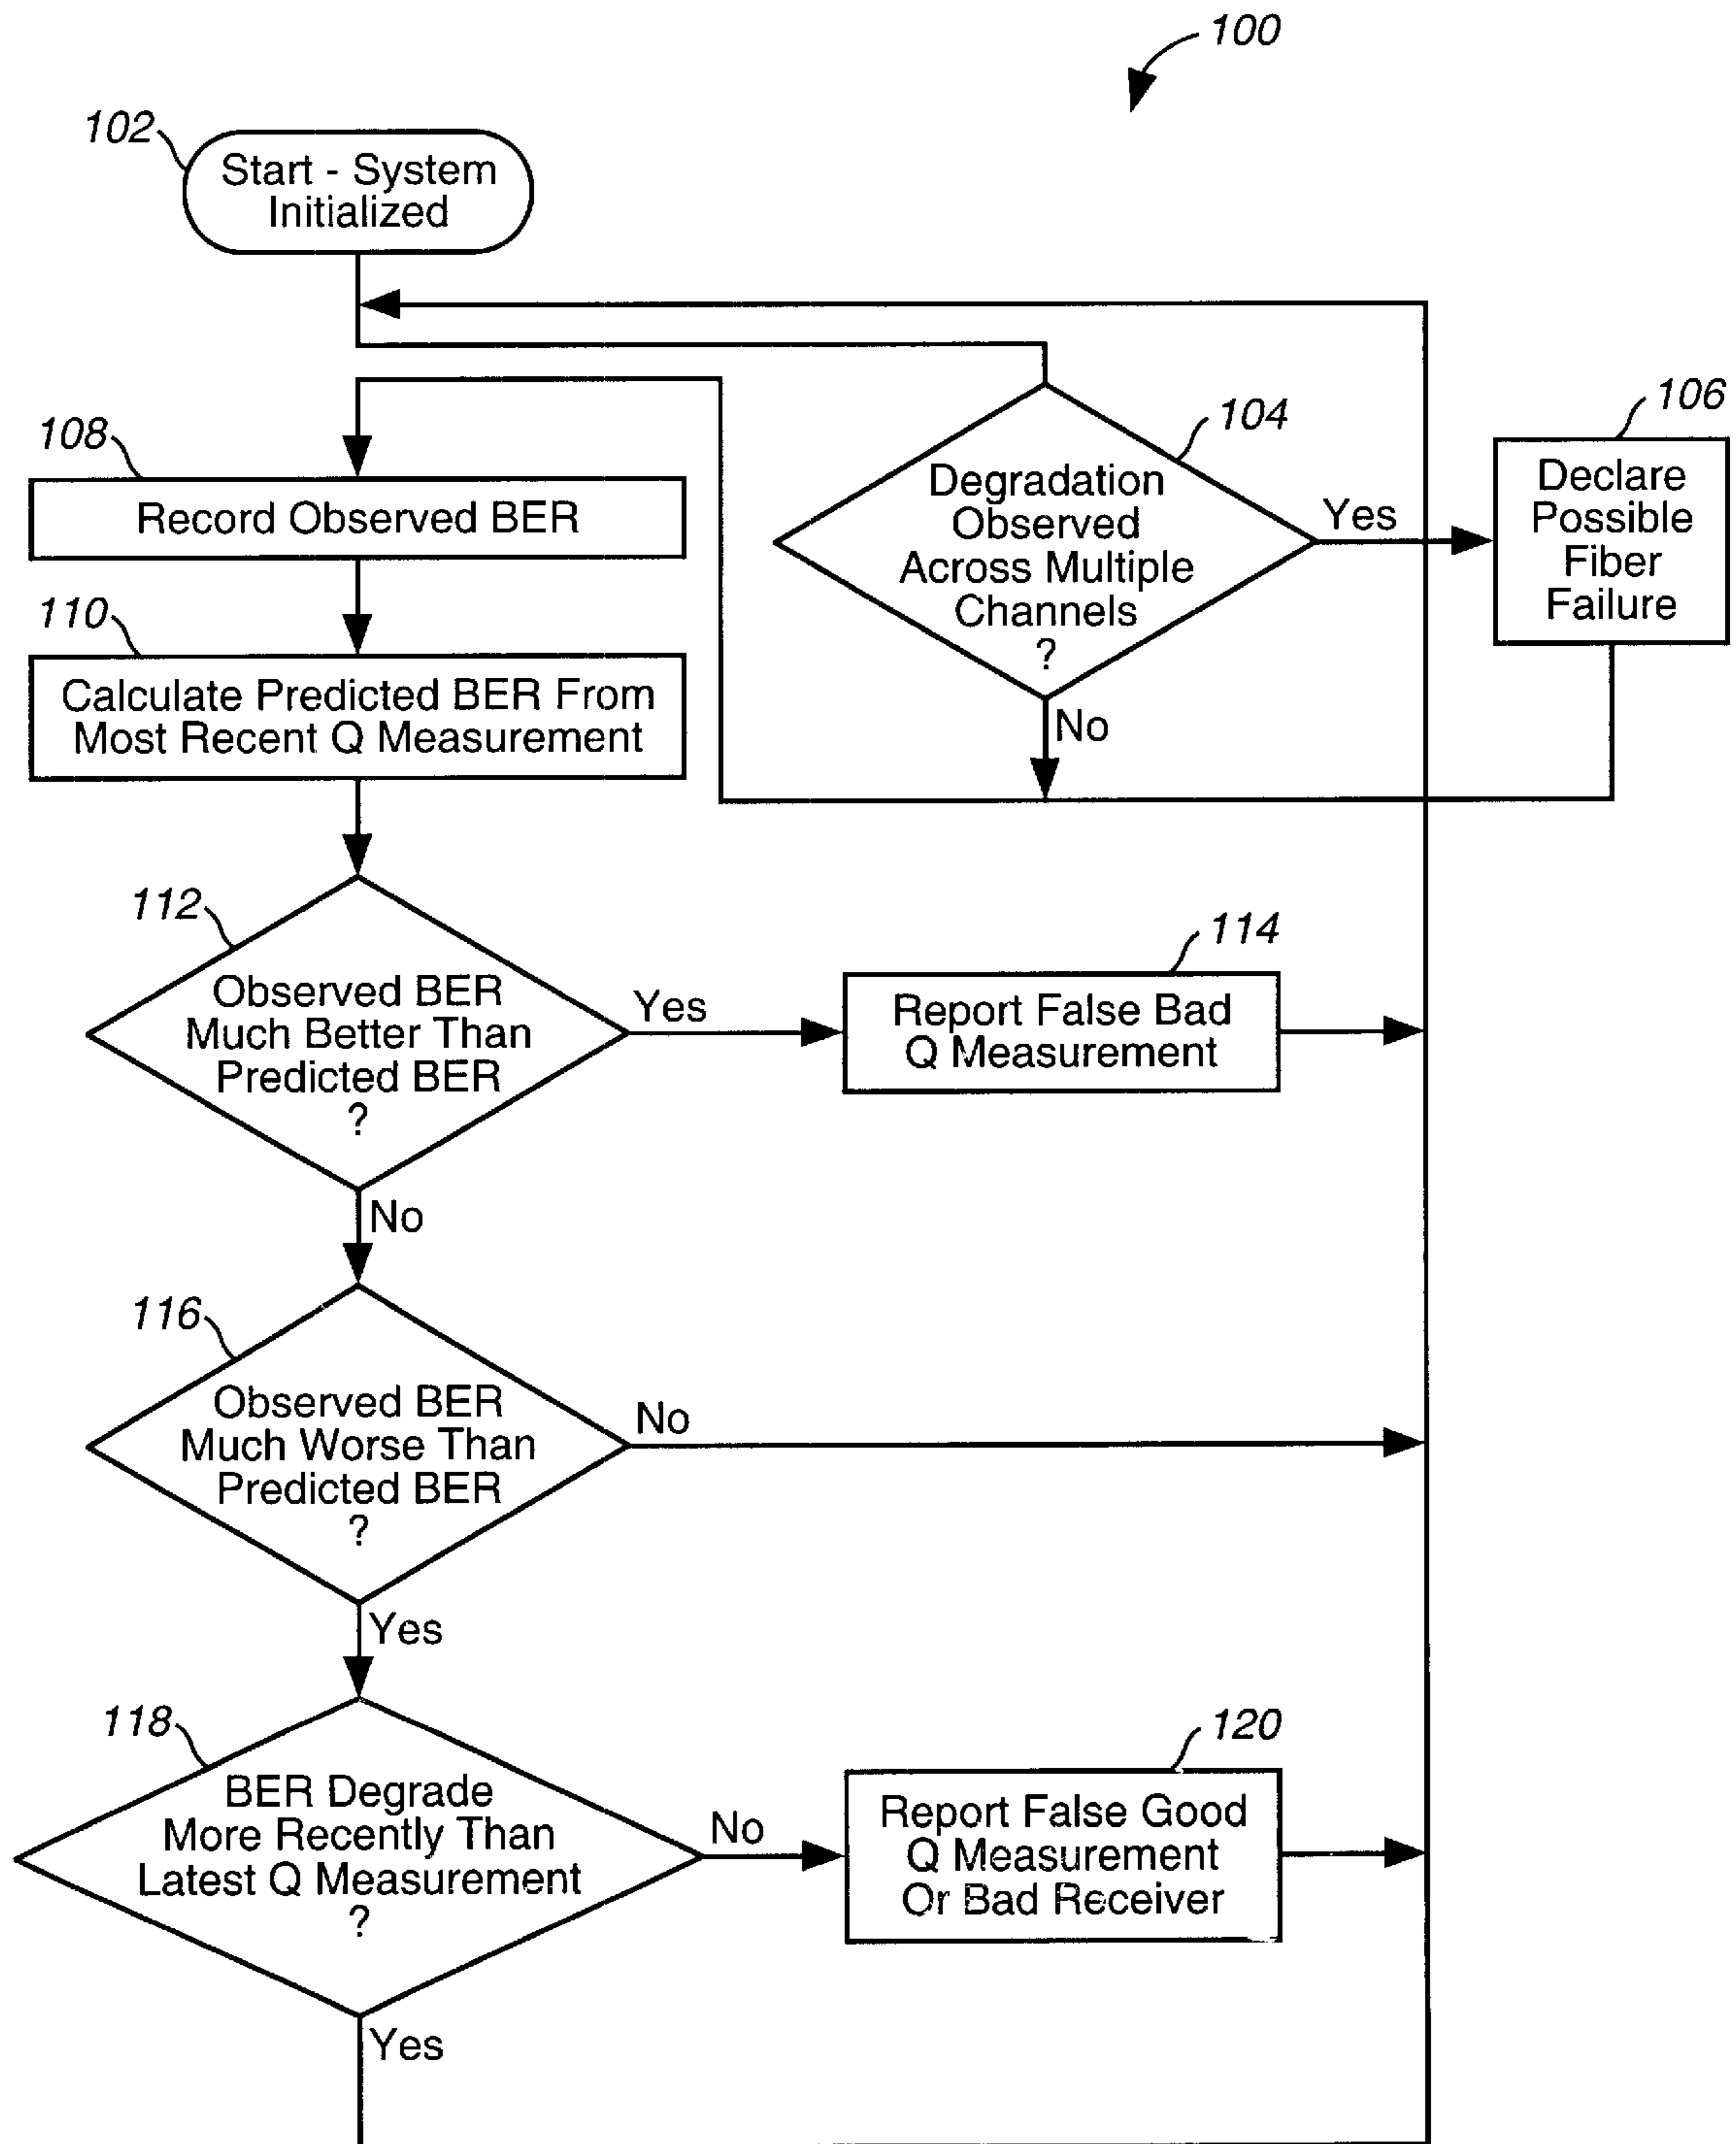 100
102
Start - System
Initialized
104
Degradation
Observed
Across Multiple
Channels
?
Yes
No
106
Declare
Possible
Fiber
Failure
108
Record Observed BER
110
Calculate Predicted BER From
Most Recent Q Measurement
112
Observed BER
Much Better Than
Predicted BER
?
Yes
No
114
Report False Bad
Q Measurement
116
Observed BER
Much Worse Than
Predicted BER
?
No
Yes
118
BER Degrade
More Recently Than
Latest Q Measurement
?
No
Yes
120
Report False Good
Q Measurement
Or Bad Receiver